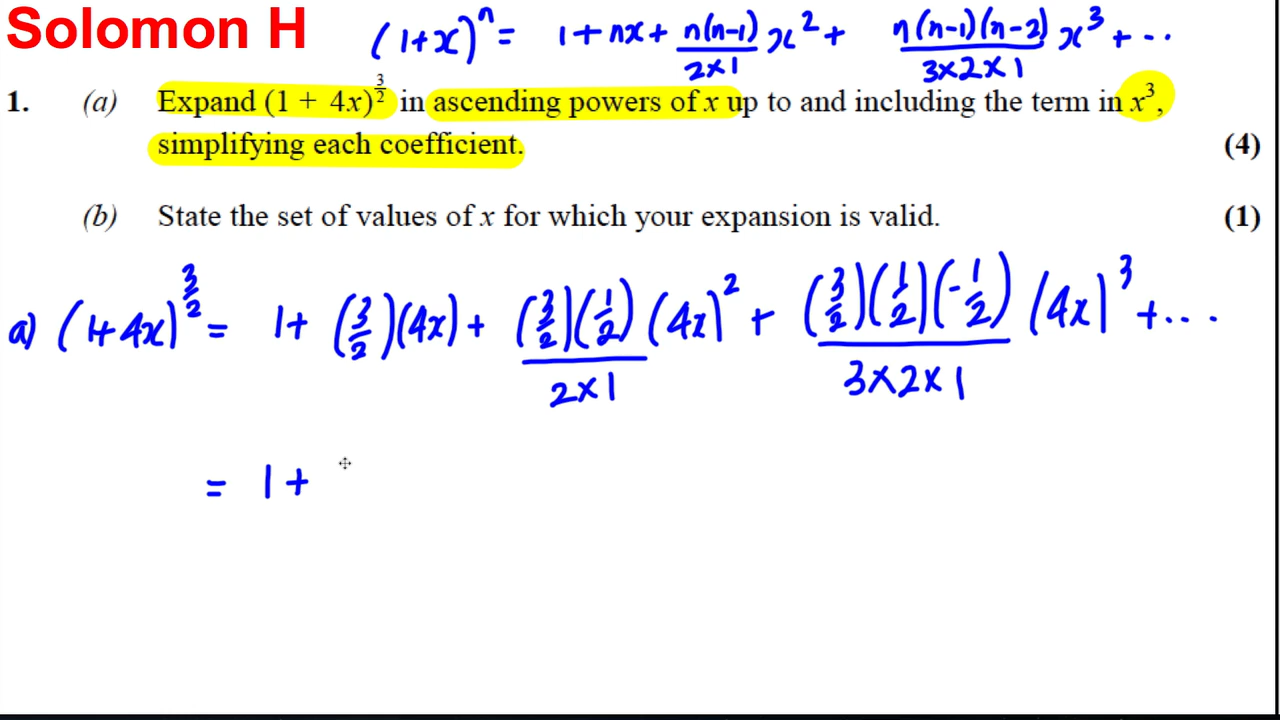 Solomon H (1+x)^n = 1 + nx + n(n-1)/2×1 x² + n(n-1)(n-2)/3×2×1 x³ + ...
1. (a) Expand (1 + 4x)^(3/2) in ascending powers of x up to and including the term in x³,
simplifying each coefficient. (4)
(b) State the set of values of x for which your expansion is valid. (1)
a) (1+4x)^(3/2) = 1 + (3/2)(4x) + (3/2)(1/2)/2×1 (4x)² + (3/2)(1/2)(-1/2)/3×2×1 (4x)³ + ...
= 1 +